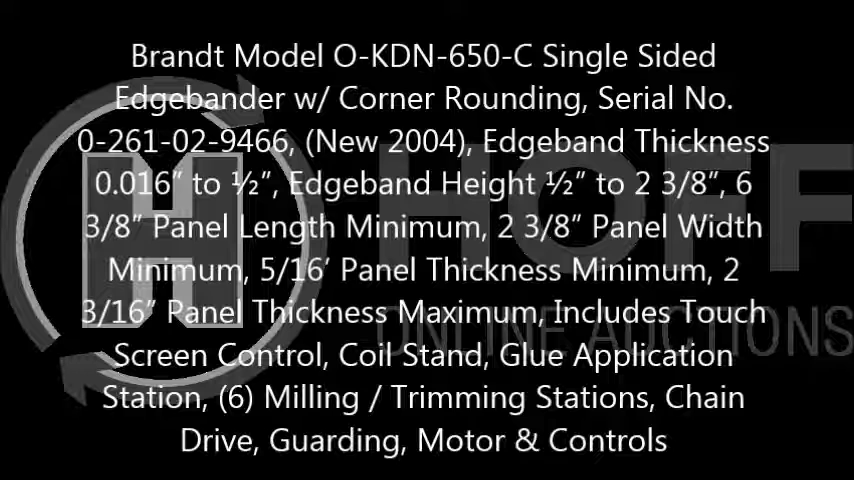 Brandt Model O-KDN-650-C Single Sided
Edgebander w/ Corner Rounding, Serial No.
0-261-02-9466, (New 2004), Edgeband Thickness
0.016” to ½”, Edgeband Height ½” to 2 3/8”, 6
3/8” Panel Length Minimum, 2 3/8” Panel Width
Minimum, 5/16’ Panel Thickness Minimum, 2
3/16” Panel Thickness Maximum, Includes Touch
Screen Control, Coil Stand, Glue Application
Station, (6) Milling / Trimming Stations, Chain
Drive, Guarding, Motor & Controls
H HOFF
ONLINE AUCTIONS